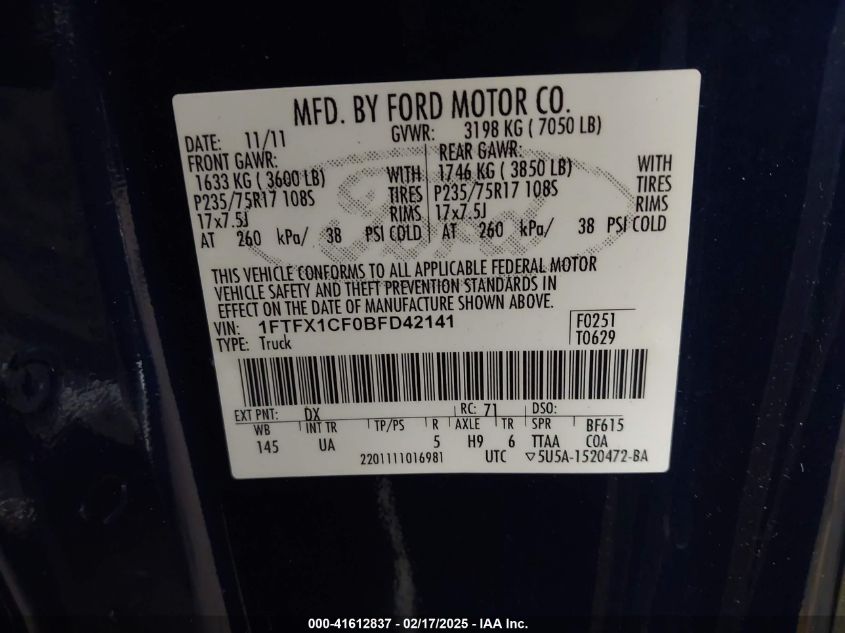 MFD. BY FORD MOTOR CO.
DATE: 11/11 GVWR: 3198 KG ( 7050 LB)
FRONT GAWR: REAR GAWR:
1633 KG ( 3600 LB) WITH 1746 KG ( 3850 LB) WITH
P235/75R17 108S TIRES P235/75R17 108S TIRES
17x7.5J RIMS 17x7.5J RIMS
AT 260 kPa/ 38 PSI COLD AT 260 kPa/ 38 PSI COLD
Ford
THIS VEHICLE CONFORMS TO ALL APPLICABLE FEDERAL MOTOR
VEHICLE SAFETY AND THEFT PREVENTION STANDARDS IN
EFFECT ON THE DATE OF MANUFACTURE SHOWN ABOVE.
VIN: 1FTFX1CF0BFD42141 F0251
TYPE: Truck T0629
EXT PNT: DX RC: 71 DSO:
WB INT TR TP/PS R AXLE TR SPR BF615
145 UA 5 H9 6 TTAA COA
2201111016981 UTC ▽5U5A-1520472-BA
000-41612837 - 02/17/2025 - IAA Inc.